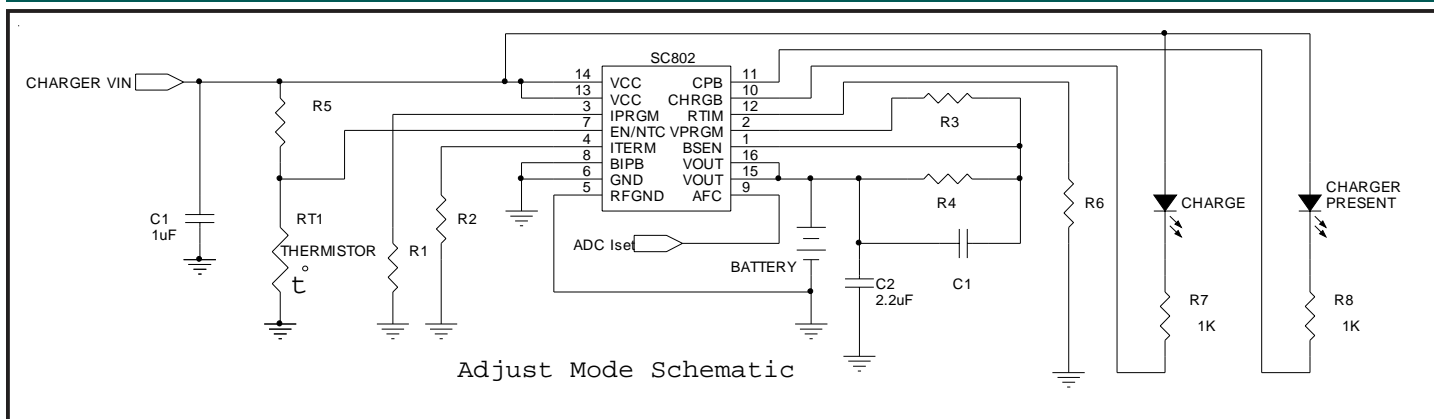 SC802
CHARGER VIN
14 VCC
13 VCC
3 IPRGM
7 EN/NTC
4 ITERM
8 BIPB
6 GND
5 RFGND
CPB 11
CHRGB 10
RTIM 12
VPRGM 2
BSEN 1
VOUT 16
VOUT 15
AFC 9
R5
R3
C1
1uF
RT1
THERMISTOR
t°
R1
R2
ADC Iset
BATTERY
R4
C2
2.2uF
C1
R6
CHARGE
CHARGER
PRESENT
R7
1K
R8
1K
Adjust Mode Schematic